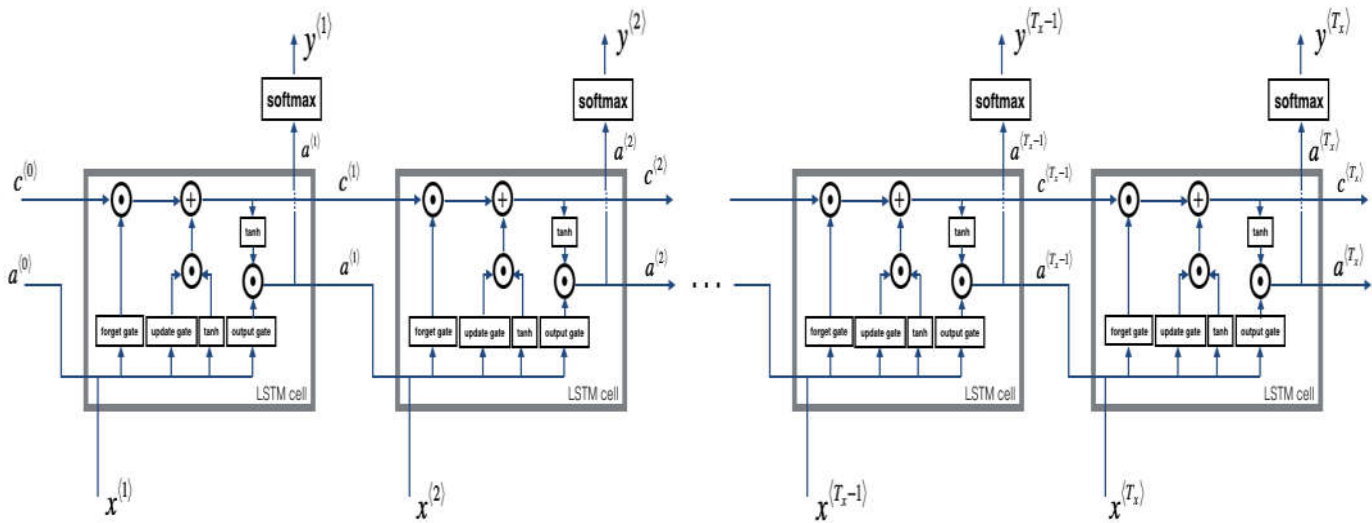 y⟨1⟩ y⟨2⟩ y⟨Tx−1⟩ y⟨Tx⟩
softmax softmax softmax softmax
a⟨1⟩ a⟨2⟩ a⟨Tx−1⟩ a⟨Tx⟩
c⟨0⟩ c⟨1⟩ c⟨2⟩ c⟨Tx−1⟩ c⟨Tx⟩
+ + + +
tanh tanh tanh tanh
a⟨0⟩ a⟨1⟩ a⟨2⟩ ... a⟨Tx−1⟩ a⟨Tx⟩
forget gate update gate tanh output gate forget gate update gate tanh output gate forget gate update gate tanh output gate forget gate update gate tanh output gate
LSTM cell LSTM cell LSTM cell LSTM cell
x⟨1⟩ x⟨2⟩ x⟨Tx−1⟩ x⟨Tx⟩